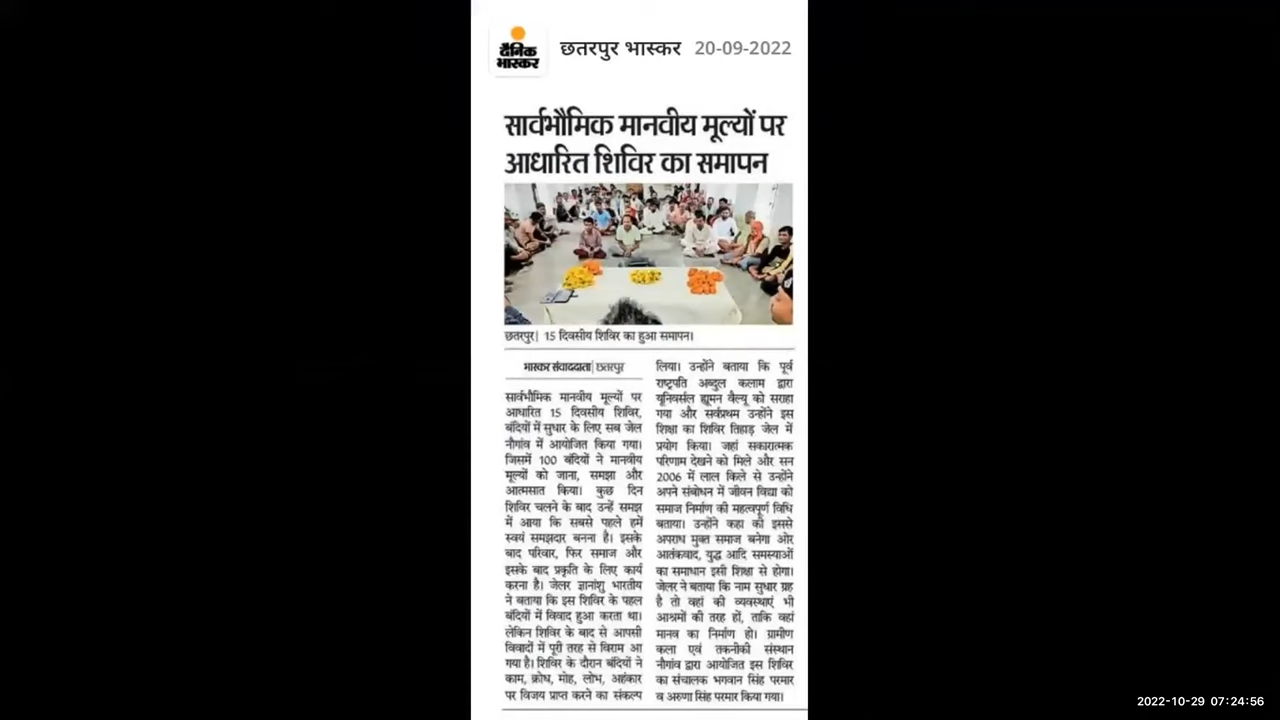 दैनिक
भास्कर
छतरपुर भास्कर 20-09-2022
सार्वभौमिक मानवीय मूल्यों पर
आधारित शिविर का समापन
छतरपुर| 15 दिवसीय शिविर का हुआ समापन।
भास्कर संवाददाता| छतरपुर
सार्वभौमिक मानवीय मूल्यों पर
आधारित 15 दिवसीय शिविर,
बंदियों में सुधार के लिए सब जेल
नौगांव में आयोजित किया गया।
जिसमें 100 बंदियों ने मानवीय
मूल्यों को जाना, समझा और
आत्मसात किया। कुछ दिन
शिविर चलने के बाद उन्हें समझ
में आया कि सबसे पहले हमें
स्वयं समझदार बनना है। इसके
बाद परिवार, फिर समाज और
इसके बाद प्रकृति के लिए कार्य
करना है। जेलर ज्ञानांशु भारतीय
ने बताया कि इस शिविर के पहल
बंदियों में विवाद हुआ करता था।
लेकिन शिविर के बाद से आपसी
विवादों में पूरी तरह से विराम आ
गया है। शिविर के दौरान बंदियों ने
काम, क्रोध, मोह, लोभ, अहंकार
पर विजय प्राप्त करने का संकल्प
लिया। उन्होंने बताया कि पूर्व
राष्ट्रपति अब्दुल कलाम द्वारा
यूनिवर्सल ह्यूमन वैल्यू को सराहा
गया और सर्वप्रथम उन्होंने इस
शिक्षा का शिविर तिहाड़ जेल में
प्रयोग किया। जहां सकारात्मक
परिणाम देखने को मिले और सन
2006 में लाल किले से उन्होंने
अपने संबोधन में जीवन विद्या को
समाज निर्माण की महत्वपूर्ण विधि
बताया। उन्होंने कहा की इससे
अपराध मुक्त समाज बनेगा ओर
आतंकवाद, युद्ध आदि समस्याओं
का समाधान इसी शिक्षा से होगा।
जेलर ने बताया कि नाम सुधार ग्रह
है तो वहां की व्यवस्थाएं भी
आश्रमों की तरह हों, ताकि वहां
मानव का निर्माण हो। ग्रामीण
कला एवं तकनीकी संस्थान
नौगांव द्वारा आयोजित इस शिविर
का संचालक भगवान सिंह परमार
व अरुणा सिंह परमार किया गया।
2022-10-29 07:24:56